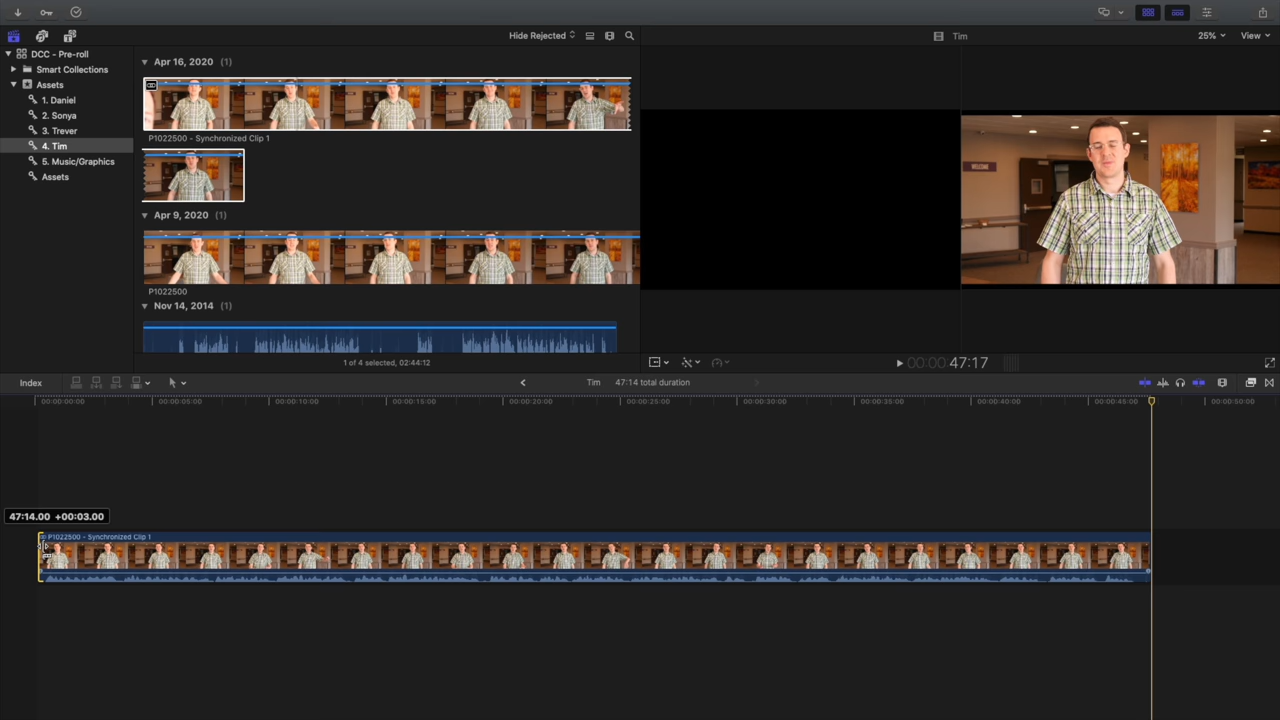 Hide Rejected
Tim
25%
View
DCC - Pre-roll
Smart Collections
Assets
1. Daniel
2. Sonya
3. Trever
4. Tim
5. Music/Graphics
Assets
Apr 16, 2020 (1)
P1022500 - Synchronized Clip 1
Apr 9, 2020 (1)
P1022500
Nov 14, 2014 (1)
1 of 4 selected, 02:44:12
WELCOME
00:00:47:17
Index
Tim 47:14 total duration
00:00:00:00 00:00:05:00 00:00:10:00 00:00:15:00 00:00:20:00 00:00:25:00 00:00:30:00 00:00:35:00 00:00:40:00 00:00:45:00 00:00:50:00
47:14.00 +00:03.00
P1022500 - Synchronized Clip 1